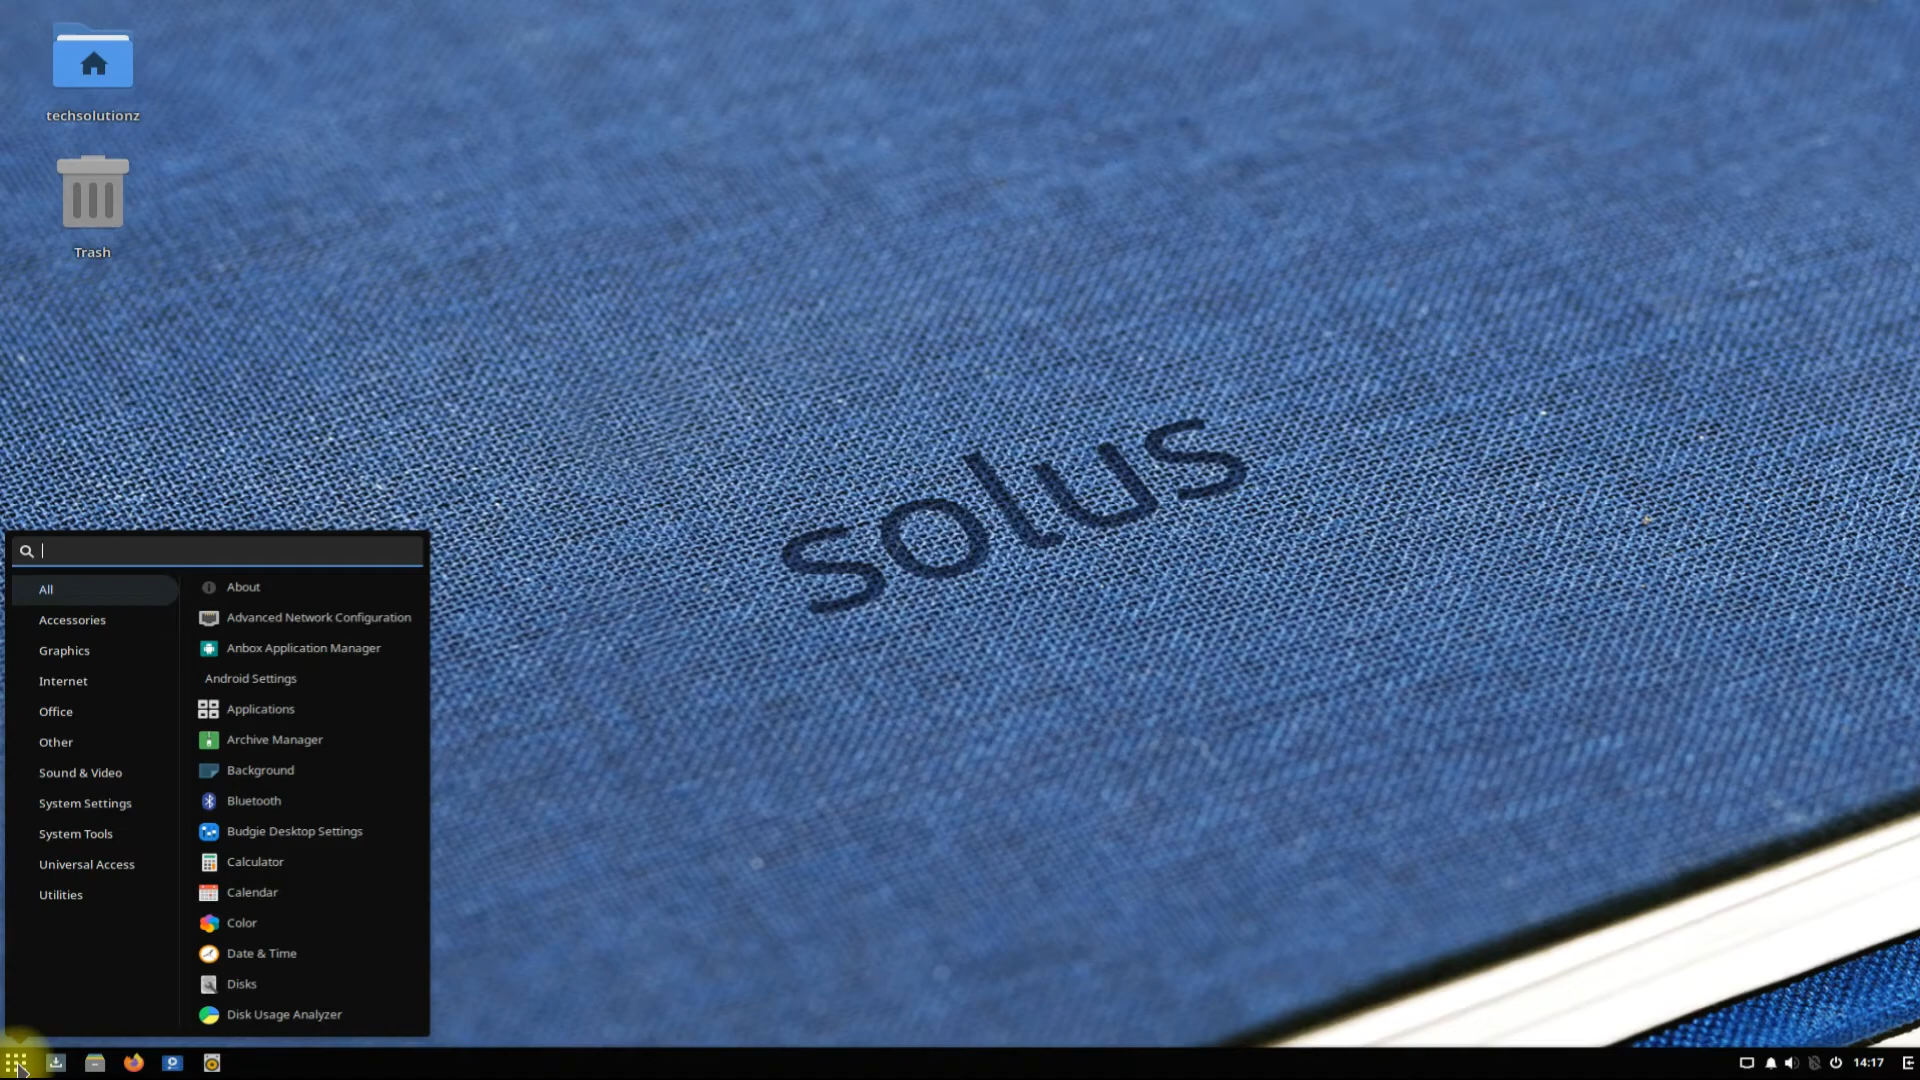 techsolutionz
Trash
solus
All
Accessories
Graphics
Internet
Office
Other
Sound & Video
System Settings
System Tools
Universal Access
Utilities
About
Advanced Network Configuration
Anbox Application Manager
Android Settings
Applications
Archive Manager
Background
Bluetooth
Budgie Desktop Settings
Calculator
Calendar
Color
Date & Time
Disks
Disk Usage Analyzer
14:17